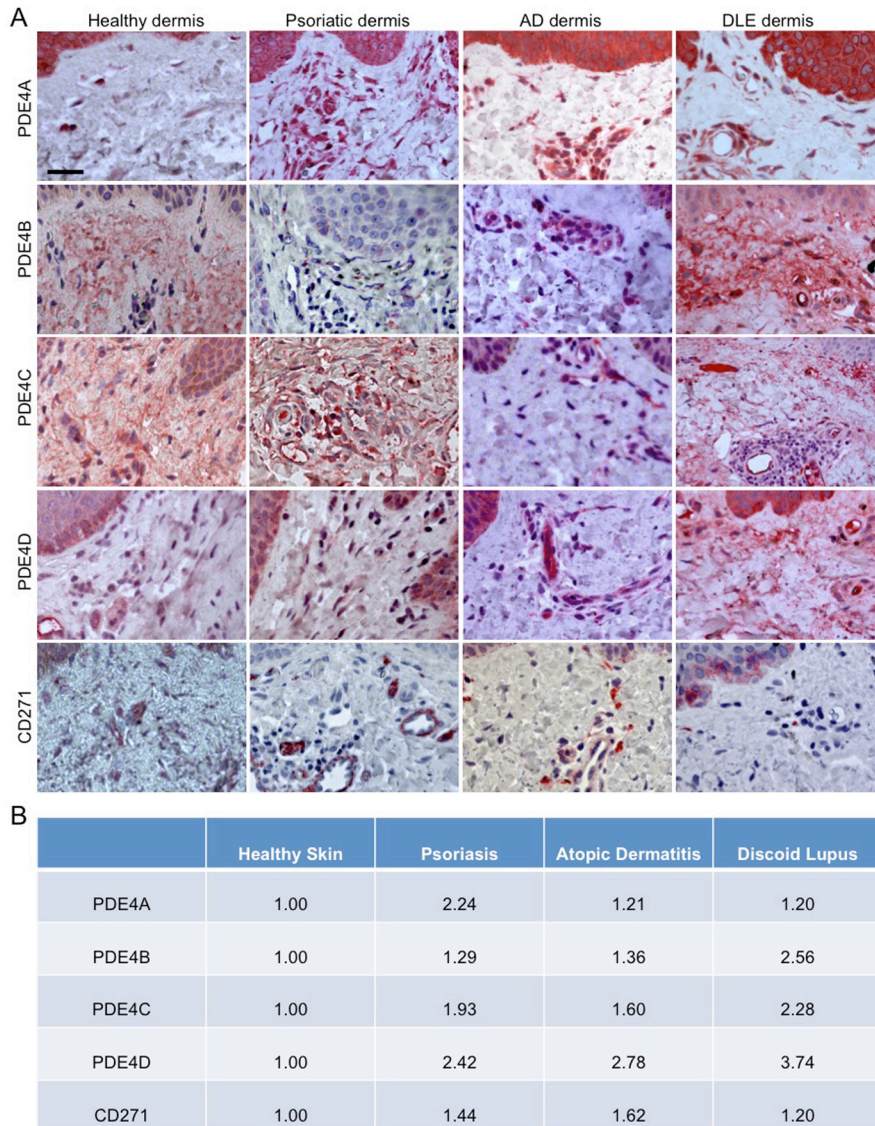 A
Healthy dermis Psoriatic dermis AD dermis DLE dermis
PDE4A
PDE4B
PDE4C
PDE4D
CD271
B
Healthy Skin Psoriasis Atopic Dermatitis Discoid Lupus
PDE4A 1.00 2.24 1.21 1.20
PDE4B 1.00 1.29 1.36 2.56
PDE4C 1.00 1.93 1.60 2.28
PDE4D 1.00 2.42 2.78 3.74
CD271 1.00 1.44 1.62 1.20